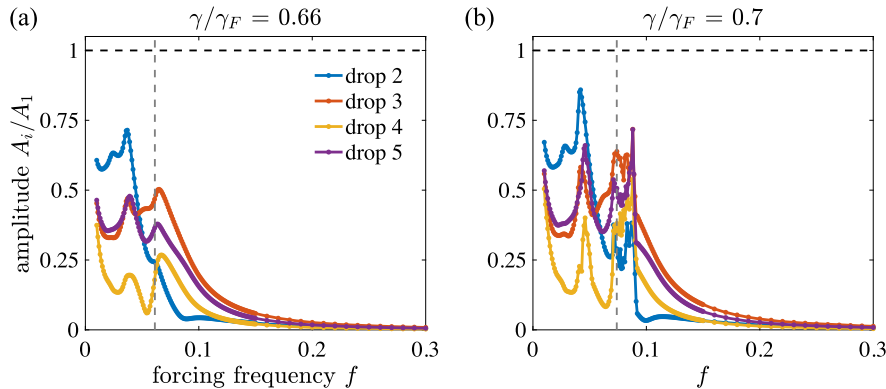 (a)
γ/γ_F = 0.66
1
0.75
0.5
0.25
0
amplitude A_i/A_1
drop 2
drop 3
drop 4
drop 5
0
0.1
0.2
0.3
forcing frequency f
(b)
γ/γ_F = 0.7
1
0.75
0.5
0.25
0
0
0.1
0.2
0.3
f